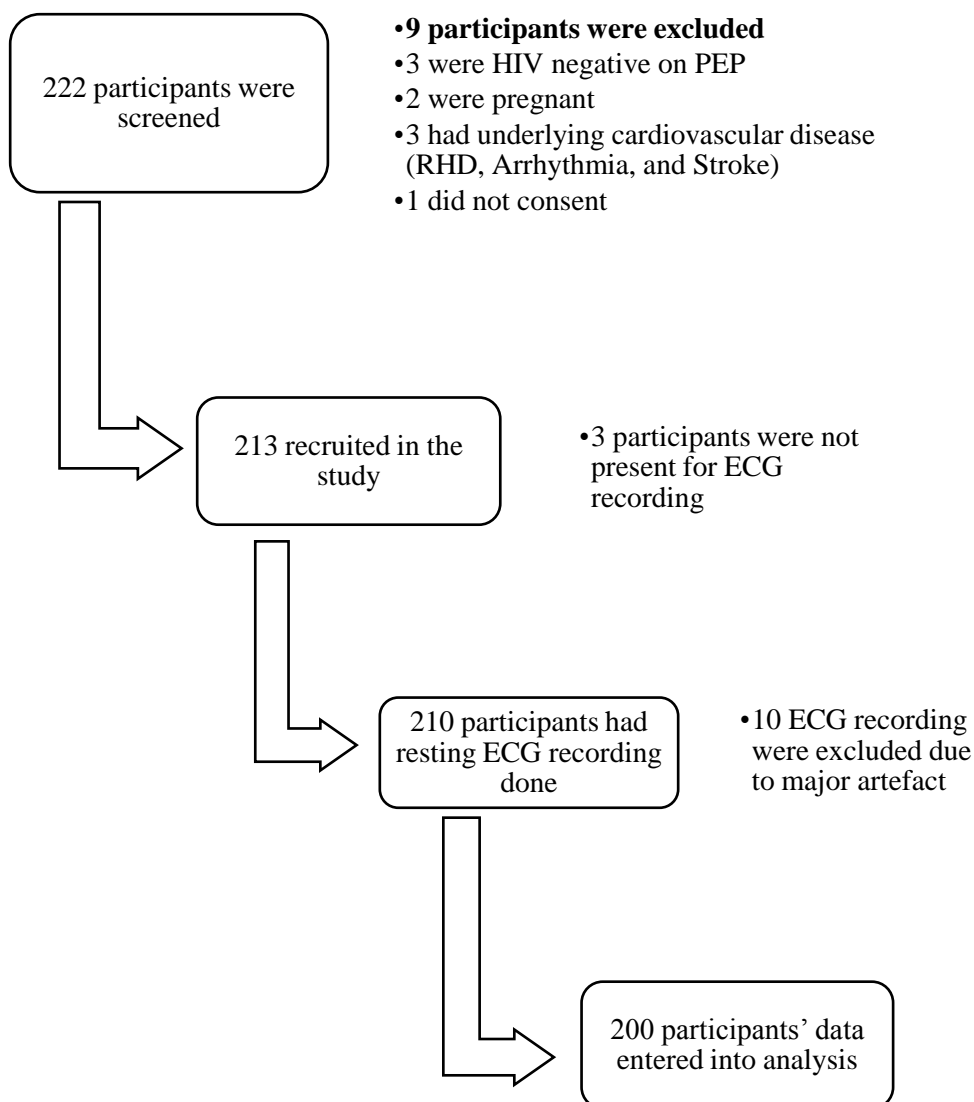 222 participants were
screened
•9 participants were excluded
•3 were HIV negative on PEP
•2 were pregnant
•3 had underlying cardiovascular disease
(RHD, Arrhythmia, and Stroke)
•1 did not consent
213 recruited in the
study
•3 participants were not
present for ECG
recording
210 participants had
resting ECG recording
done
•10 ECG recording
were excluded due
to major artefact
200 participants’ data
entered into analysis